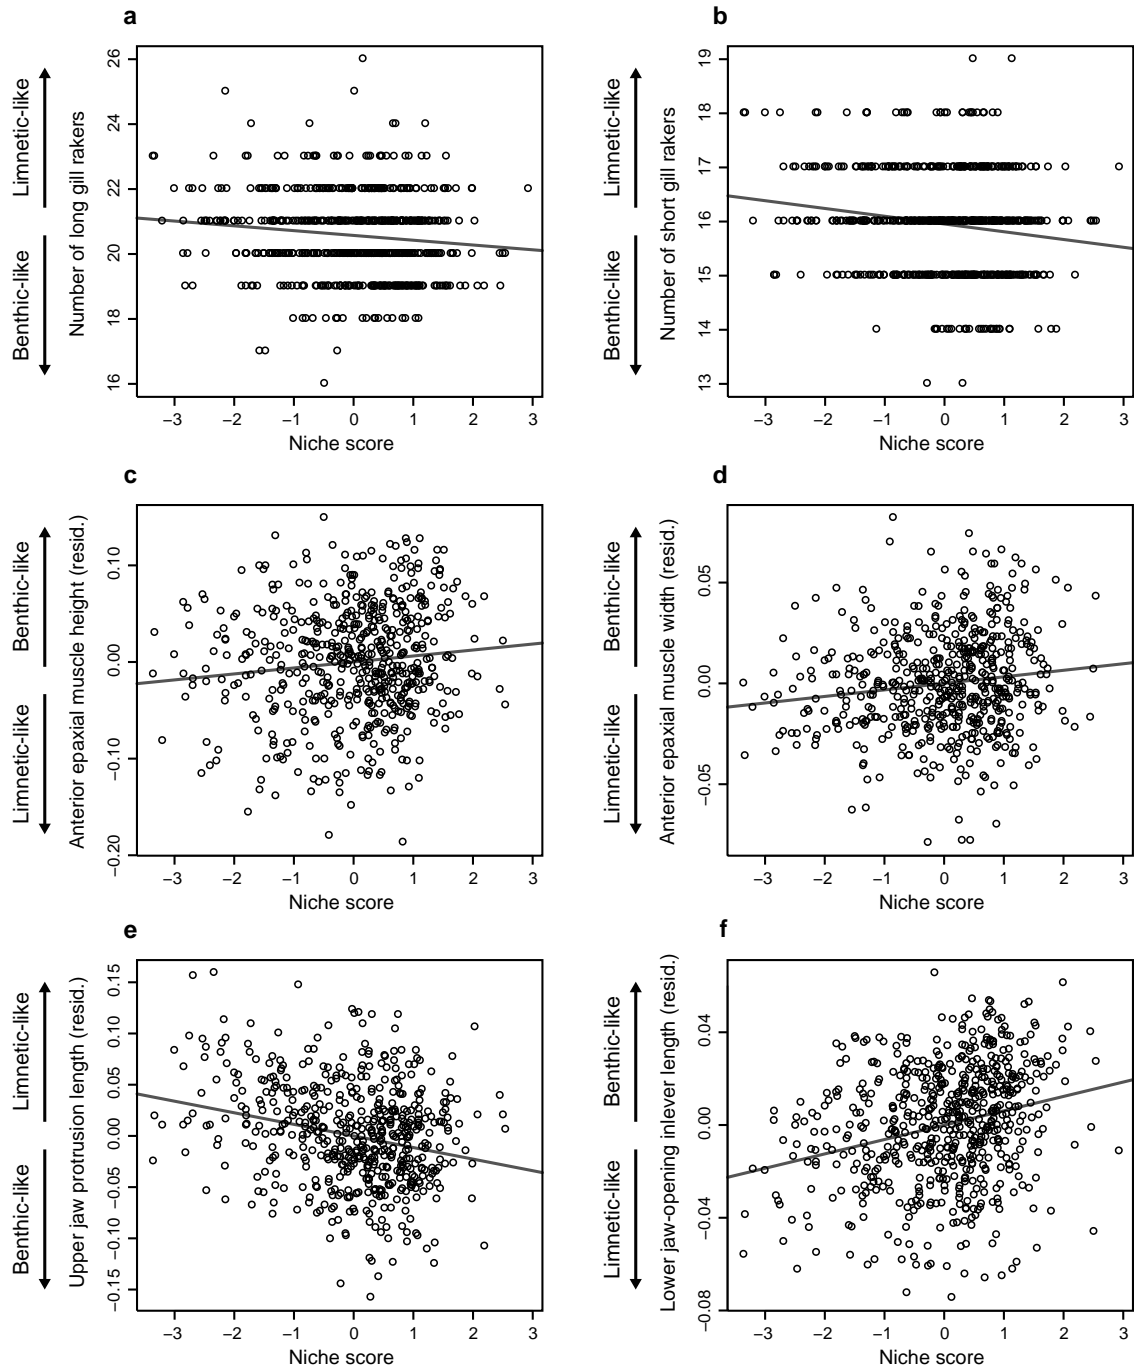 a
Limnetic-like
Benthic-like
Number of long gill rakers
26
24
22
20
18
16
−3 −2 −1 0 1 2 3
Niche score
b
Limnetic-like
Benthic-like
Number of short gill rakers
19
18
17
16
15
14
13
−3 −2 −1 0 1 2 3
Niche score
c
Benthic-like
Limnetic-like
Anterior epaxial muscle height (resid.)
0.10
0.00
−0.10
−0.20
−3 −2 −1 0 1 2 3
Niche score
d
Benthic-like
Limnetic-like
Anterior epaxial muscle width (resid.)
0.05
0.00
−0.05
−3 −2 −1 0 1 2 3
Niche score
e
Limnetic-like
Benthic-like
Upper jaw protrusion length (resid.)
0.15
0.10
0.05
0.00
−0.05
−0.10
−0.15
−3 −2 −1 0 1 2 3
Niche score
f
Benthic-like
Limnetic-like
Lower jaw-opening inlever length (resid.)
0.04
0.00
−0.04
−0.08
−3 −2 −1 0 1 2 3
Niche score